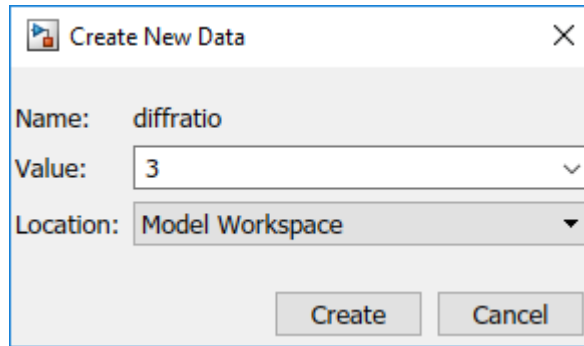 Create New Data
Name: diffratio
Value: 3
Location: Model Workspace
Create Cancel